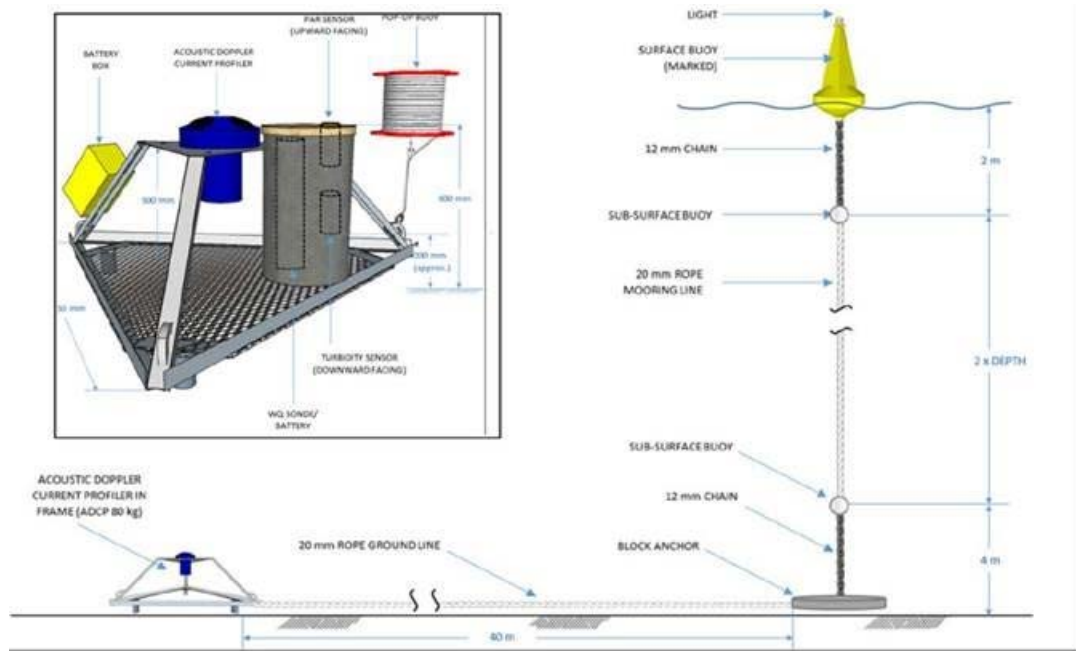 PAR SENSOR
(UPWARD FACING)
POP-UP BUOY
BATTERY
BOX
ACOUSTIC DOPPLER
CURRENT PROFILER
500 mm
600 mm
200 mm
(approx.)
50 mm
TURBIDITY SENSOR
(DOWNWARD FACING)
WQ SONDE/
BATTERY
LIGHT
SURFACE BUOY
(MARKED)
12 mm CHAIN
2 m
SUB-SURFACE BUOY
20 mm ROPE
MOORING LINE
2 x DEPTH
SUB-SURFACE BUOY
12 mm CHAIN
BLOCK ANCHOR
4 m
ACOUSTIC DOPPLER
CURRENT PROFILER IN
FRAME (ADCP 80 kg)
20 mm ROPE GROUND LINE
40 m